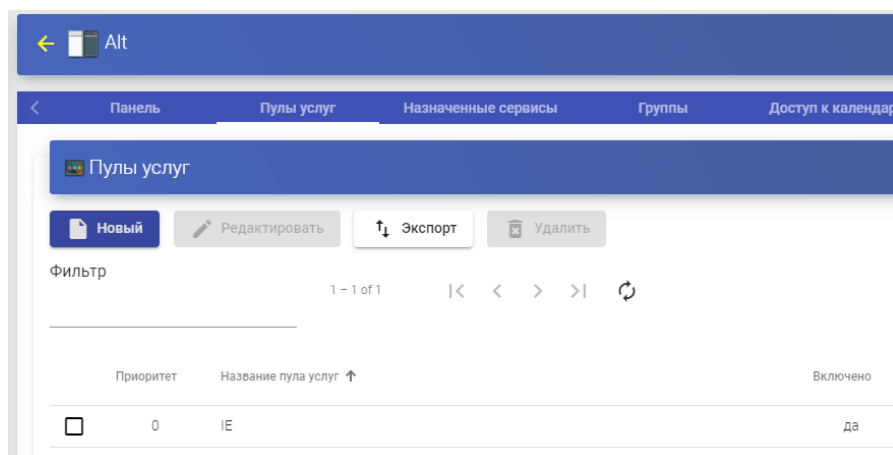 Alt
Панель Пулы услуг Назначенные сервисы Группы Доступ к календар
Пулы услуг
Новый Редактировать Экспорт Удалить
Фильтр
1 – 1 of 1
Приоритет Название пула услуг Включено
0 IE да